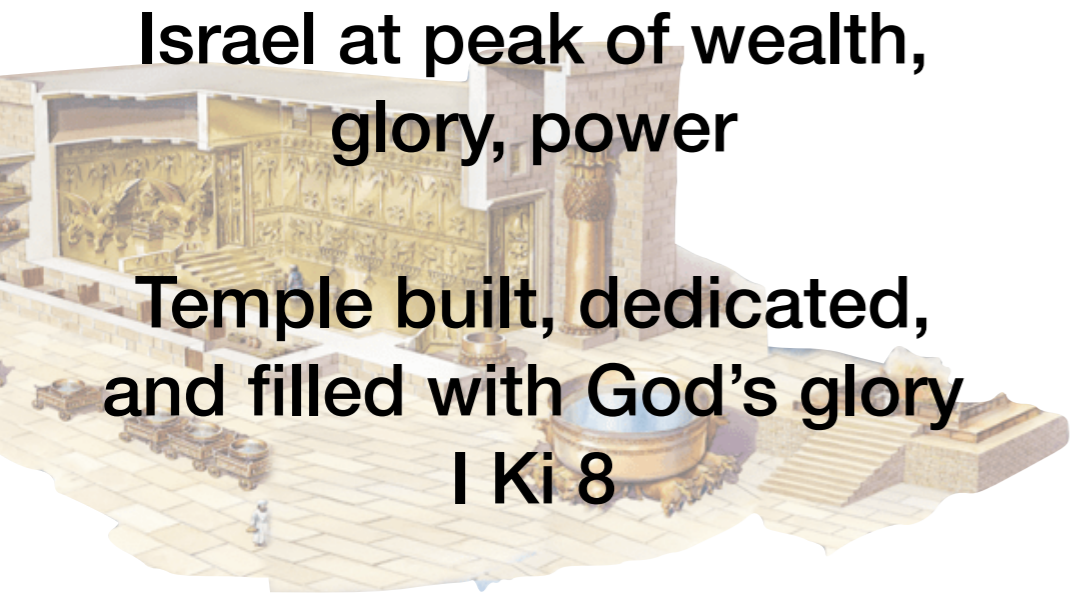 Israel at peak of wealth,
glory, power
Temple built, dedicated,
and filled with God’s glory
I Ki 8